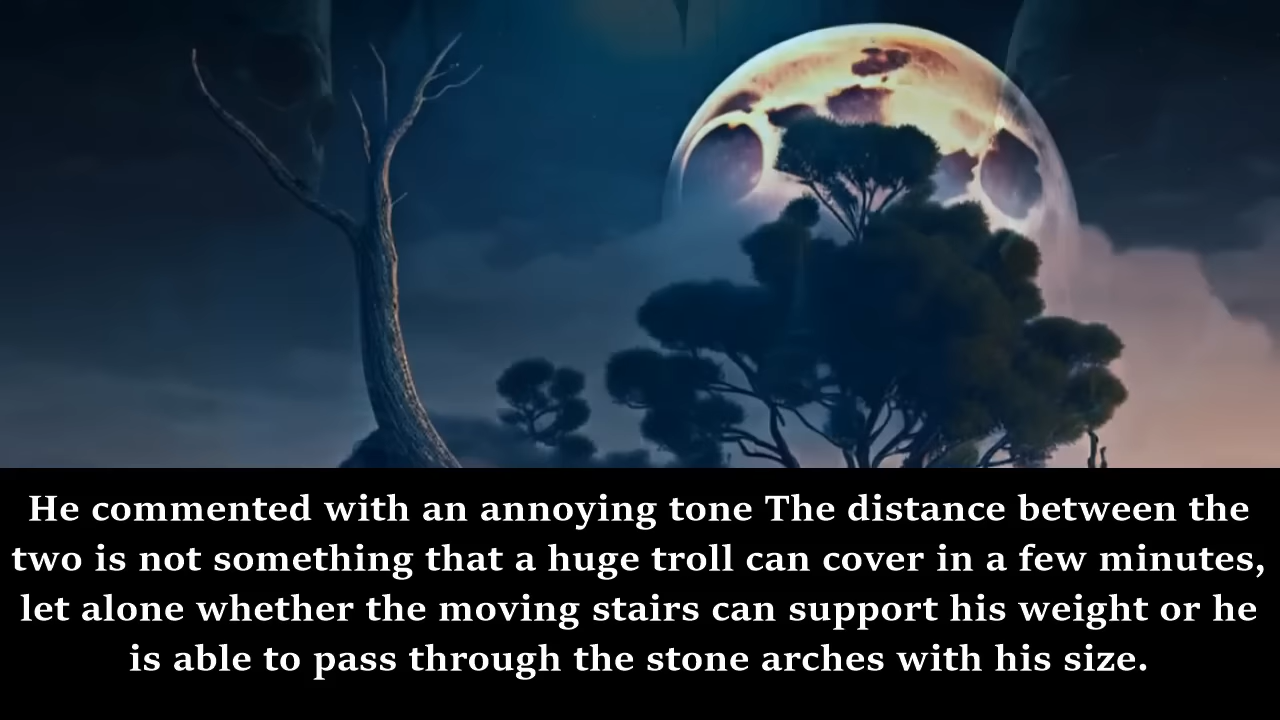 He commented with an annoying tone The distance between the
two is not something that a huge troll can cover in a few minutes,
let alone whether the moving stairs can support his weight or he
is able to pass through the stone arches with his size.